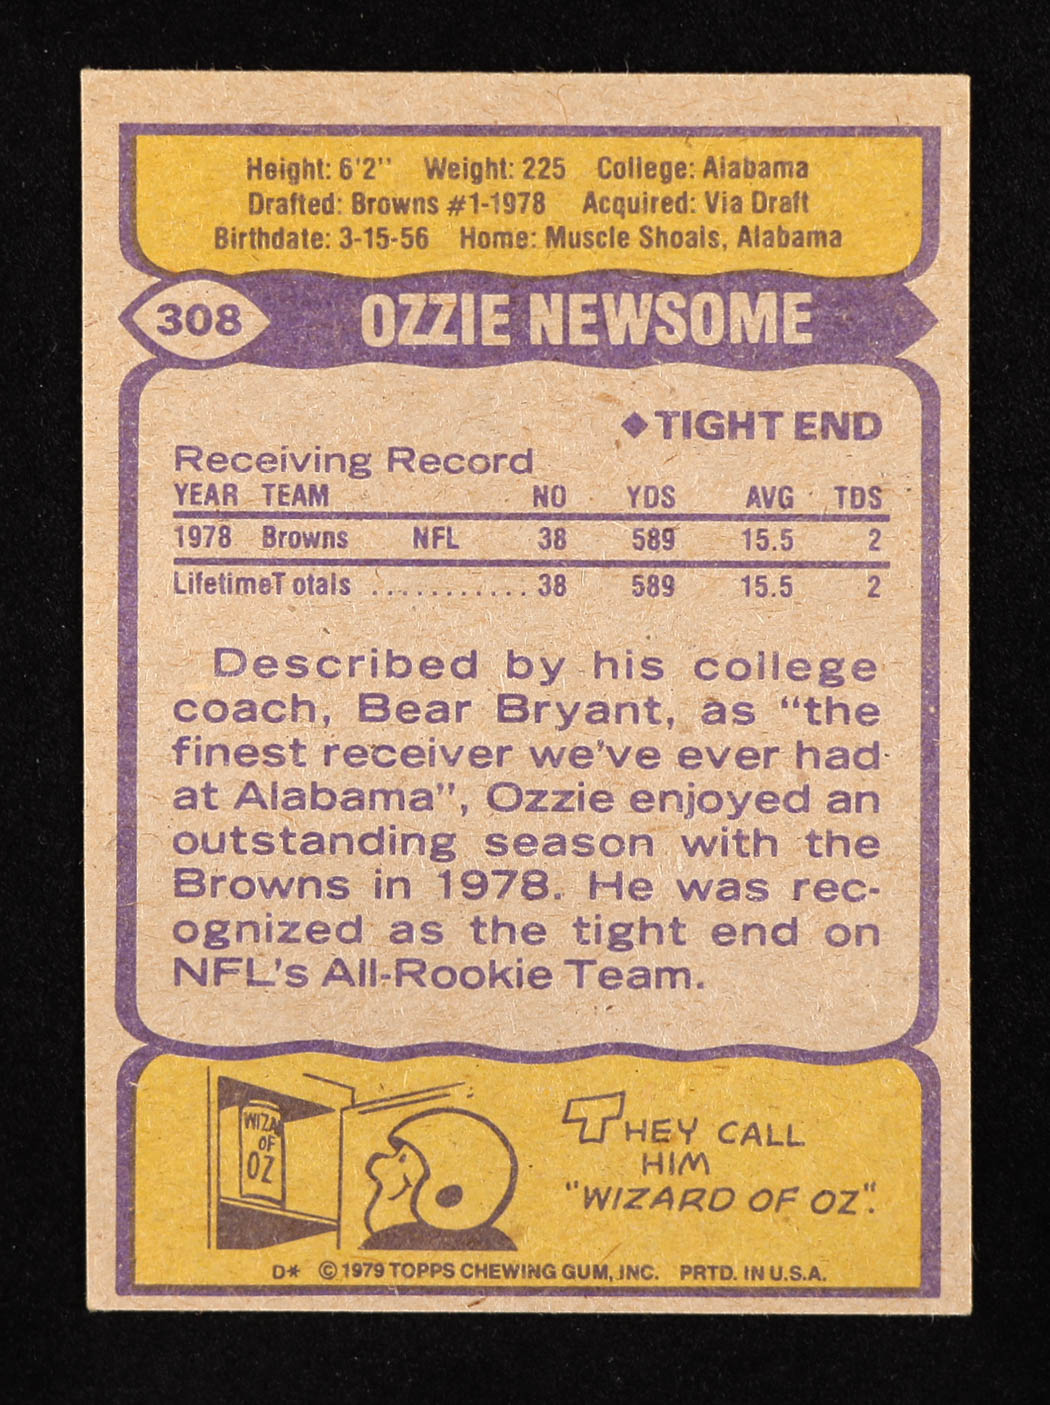 Height: 6'2" Weight: 225 College: Alabama
Drafted: Browns #1-1978 Acquired: Via Draft
Birthdate: 3-15-56 Home: Muscle Shoals, Alabama
308 OZZIE NEWSOME
◆TIGHT END
Receiving Record
YEAR TEAM NO YDS AVG TDS
1978 Browns NFL 38 589 15.5 2
LifetimeT otals ........... 38 589 15.5 2
Described by his college
coach, Bear Bryant, as "the
finest receiver we've ever had
at Alabama", Ozzie enjoyed an
outstanding season with the
Browns in 1978. He was rec-
ognized as the tight end on
NFL's All-Rookie Team.
WIZA
OF
OZ
THEY CALL
HIM
"WIZARD OF OZ".
D* © 1979 TOPPS CHEWING GUM, INC. PRTD. IN U.S.A.